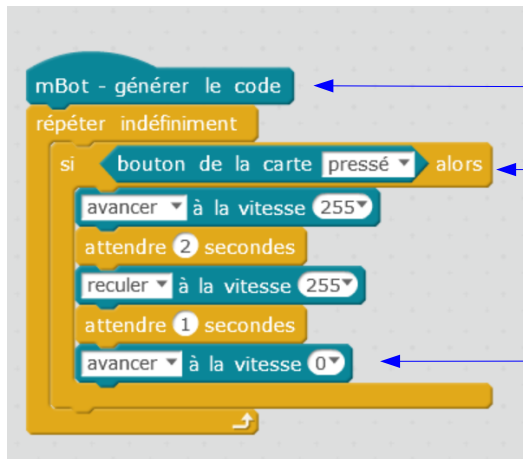 mBot - générer le code
répéter indéfiniment
si bouton de la carte pressé alors
avancer à la vitesse 255
attendre 2 secondes
reculer à la vitesse 255
attendre 1 secondes
avancer à la vitesse 0